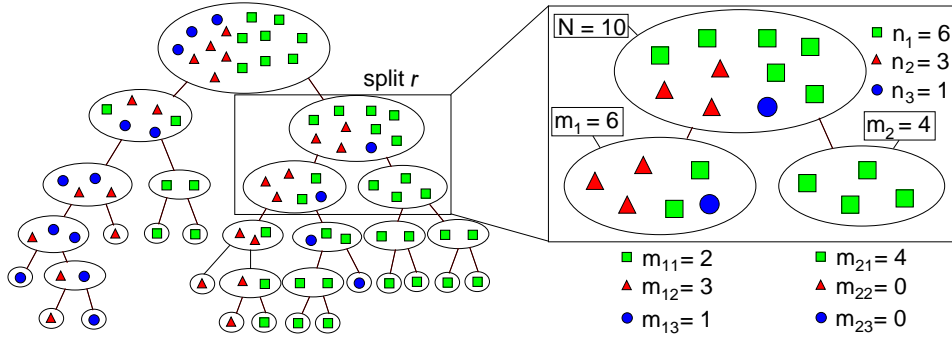 split r
N = 10
n₁ = 6
n₂ = 3
n₃ = 1
m₁ = 6
m₂ = 4
m₁₁ = 2
m₂₁ = 4
m₁₂ = 3
m₂₂ = 0
m₁₃ = 1
m₂₃ = 0